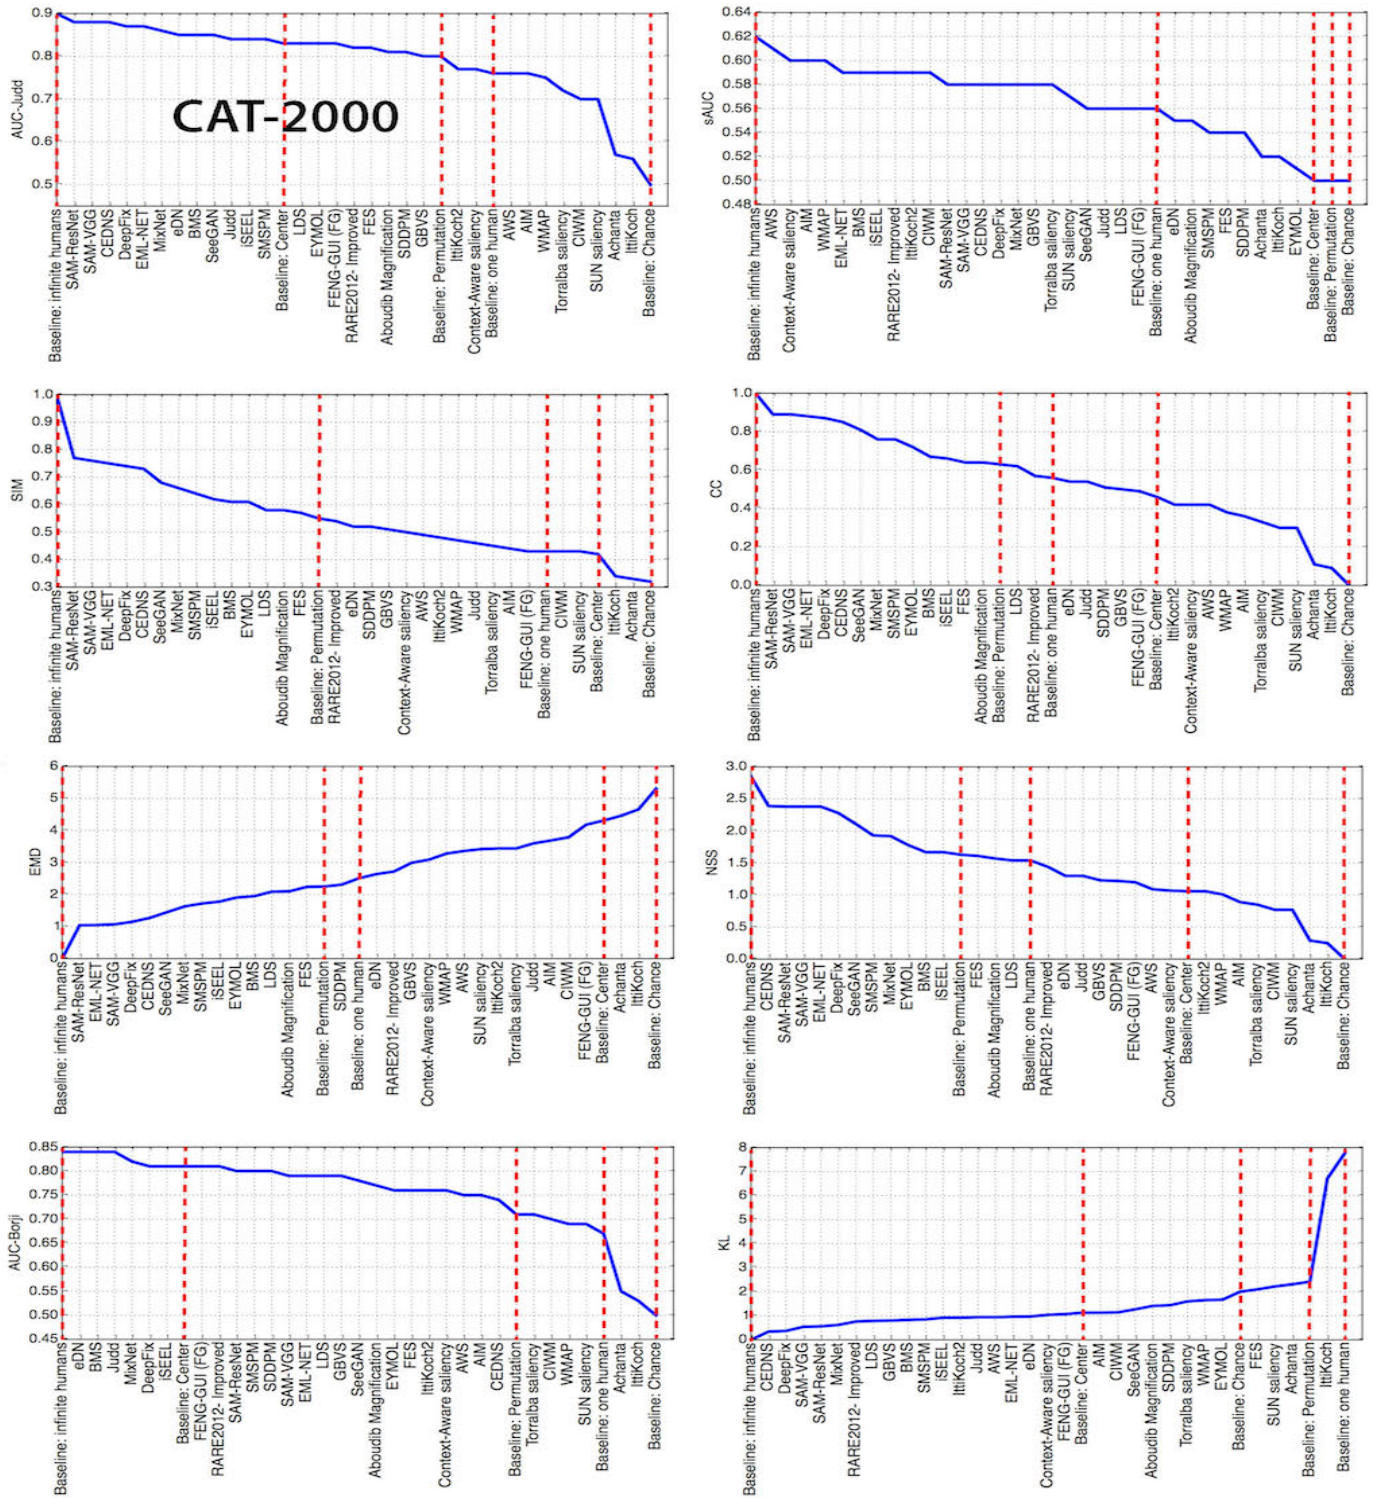 0.9
0.8
0.7
0.6
0.5
AUC-Judd
CAT-2000
Baseline: infinite humans
SAM-ResNet
SAM-VGG
CEDNS
DeepFix
EML-NET
MixNet
eDN
BMS
SeeGAN
Judd
iSEEL
SMSPM
Baseline: Center
LDS
EYMOL
FENG-GUI (FG)
RARE2012- Improved
FES
Aboudib Magnification
SDDPM
GBVS
Baseline: Permutation
IttiKoch2
Context-Aware saliency
Baseline: one human
AWS
AIM
WMAP
Torralba saliency
CIWM
SUN saliency
Achanta
IttiKoch
Baseline: Chance
0.64
0.62
0.60
0.58
0.56
0.54
0.52
0.50
0.48
sAUC
Baseline: infinite humans
AWS
Context-Aware saliency
AIM
WMAP
EML-NET
BMS
iSEEL
RARE2012- Improved
IttiKoch2
CIWM
SAM-ResNet
SAM-VGG
CEDNS
DeepFix
MixNet
GBVS
Torralba saliency
SUN saliency
SeeGAN
Judd
LDS
FENG-GUI (FG)
Baseline: one human
eDN
Aboudib Magnification
SMSPM
FES
SDDPM
Achanta
IttiKoch
EYMOL
Baseline: Center
Baseline: Permutation
Baseline: Chance
1.0
0.9
0.8
0.7
0.6
0.5
0.4
0.3
SIM
Baseline: infinite humans
SAM-ResNet
SAM-VGG
EML-NET
DeepFix
CEDNS
SeeGAN
MixNet
SMSPM
iSEEL
BMS
EYMOL
LDS
Aboudib Magnification
FES
Baseline: Permutation
RARE2012- Improved
eDN
SDDPM
GBVS
Context-Aware saliency
AWS
IttiKoch2
WMAP
Judd
Torralba saliency
AIM
FENG-GUI (FG)
Baseline: one human
CIWM
SUN saliency
Baseline: Center
IttiKoch
Achanta
Baseline: Chance
1.0
0.8
0.6
0.4
0.2
0.0
CC
Baseline: infinite humans
SAM-ResNet
SAM-VGG
EML-NET
DeepFix
CEDNS
SeeGAN
MixNet
SMSPM
EYMOL
BMS
iSEEL
FES
Aboudib Magnification
Baseline: Permutation
LDS
RARE2012- Improved
Baseline: one human
eDN
Judd
SDDPM
GBVS
FENG-GUI (FG)
Baseline: Center
IttiKoch2
Context-Aware saliency
AWS
WMAP
AIM
Torralba saliency
CIWM
SUN saliency
Achanta
IttiKoch
Baseline: Chance
6
5
4
3
2
1
0
EMD
Baseline: infinite humans
SAM-ResNet
EML-NET
SAM-VGG
DeepFix
CEDNS
SeeGAN
MixNet
SMSPM
iSEEL
EYMOL
BMS
LDS
Aboudib Magnification
FES
Baseline: Permutation
SDDPM
Baseline: one human
eDN
RARE2012- Improved
GBVS
Context-Aware saliency
WMAP
AWS
SUN saliency
IttiKoch2
Torralba saliency
Judd
AIM
CIWM
FENG-GUI (FG)
Baseline: Center
Achanta
IttiKoch
Baseline: Chance
3.0
2.5
2.0
1.5
1.0
0.5
0.0
NSS
Baseline: infinite humans
CEDNS
SAM-ResNet
SAM-VGG
EML-NET
DeepFix
SeeGAN
SMSPM
MixNet
EYMOL
BMS
iSEEL
Baseline: Permutation
FES
Aboudib Magnification
LDS
Baseline: one human
RARE2012- Improved
eDN
Judd
GBVS
SDDPM
FENG-GUI (FG)
AWS
Context-Aware saliency
Baseline: Center
IttiKoch2
WMAP
AIM
Torralba saliency
CIWM
SUN saliency
Achanta
IttiKoch
Baseline: Chance
0.85
0.80
0.75
0.70
0.65
0.60
0.55
0.50
0.45
AUC-Borji
Baseline: infinite humans
eDN
BMS
Judd
MixNet
DeepFix
iSEEL
Baseline: Center
FENG-GUI (FG)
RARE2012- Improved
SAM-ResNet
SMSPM
SDDPM
SAM-VGG
EML-NET
LDS
GBVS
SeeGAN
Aboudib Magnification
EYMOL
FES
IttiKoch2
Context-Aware saliency
AWS
AIM
CEDNS
Baseline: Permutation
Torralba saliency
CIWM
WMAP
SUN saliency
Baseline: one human
Achanta
IttiKoch
Baseline: Chance
8
7
6
5
4
3
2
1
0
KL
Baseline: infinite humans
CEDNS
DeepFix
SAM-VGG
SAM-ResNet
MixNet
RARE2012- Improved
LDS
GBVS
BMS
SMSPM
iSEEL
IttiKoch2
Judd
AWS
EML-NET
eDN
Context-Aware saliency
FENG-GUI (FG)
Baseline: Center
AIM
CIWM
SeeGAN
Aboudib Magnification
SDDPM
Torralba saliency
WMAP
EYMOL
Baseline: Chance
FES
SUN saliency
Achanta
Baseline: Permutation
IttiKoch
Baseline: one human